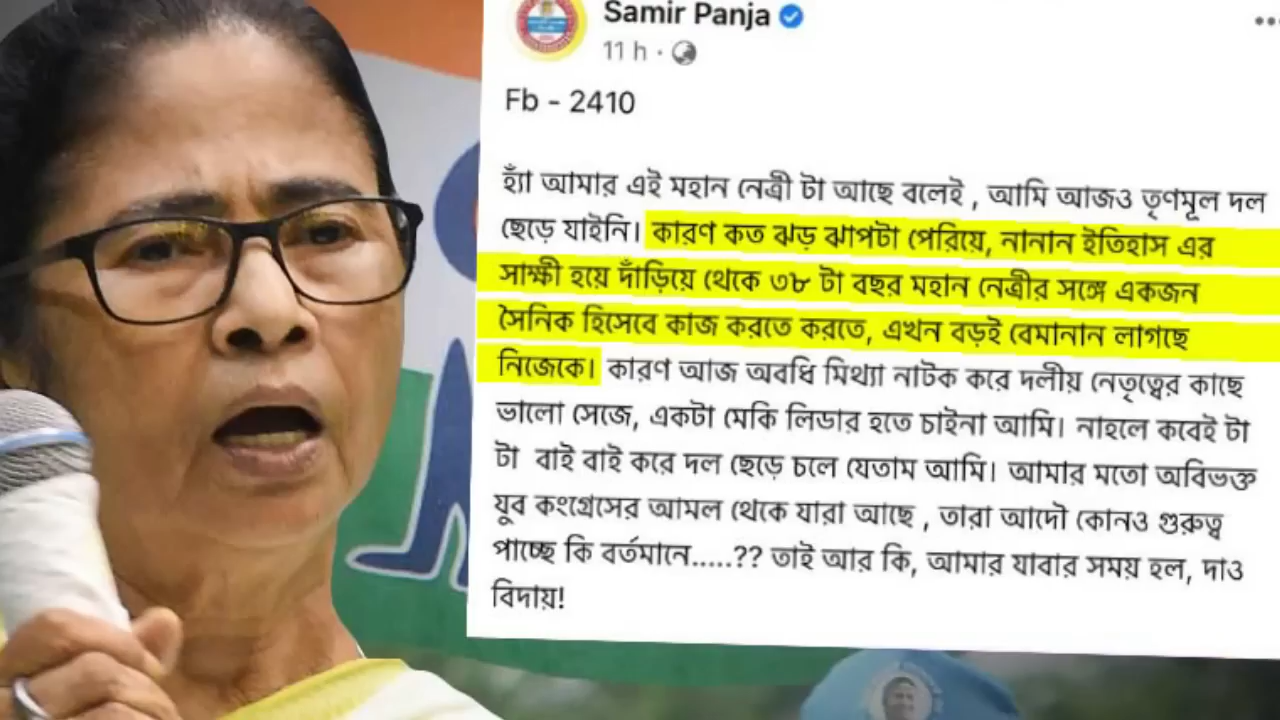 Samir Panja
11 h ·
Fb - 2410
হ্যাঁ আমার এই মহান নেত্রী টা আছে বলেই , আমি আজও তৃণমূল দল
ছেড়ে যাইনি। কারণ কত ঝড় ঝাপটা পেরিয়ে, নানান ইতিহাস এর
সাক্ষী হয়ে দাঁড়িয়ে থেকে ৩৮ টা বছর মহান নেত্রীর সঙ্গে একজন
সৈনিক হিসেবে কাজ করতে করতে, এখন বড়ই বেমানান লাগছে
নিজেকে। কারণ আজ অবধি মিথ্যা নাটক করে দলীয় নেতৃত্বের কাছে
ভালো সেজে, একটা মেকি লিডার হতে চাইনা আমি। নাহলে কবেই টা
টা বাই বাই করে দল ছেড়ে চলে যেতাম আমি। আমার মতো অবিভক্ত
যুব কংগ্রেসের আমল থেকে যারা আছে , তারা আদৌ কোনও গুরুত্ব
পাচ্ছে কি বর্তমানে.....?? তাই আর কি, আমার যাবার সময় হল, দাও
বিদায়!